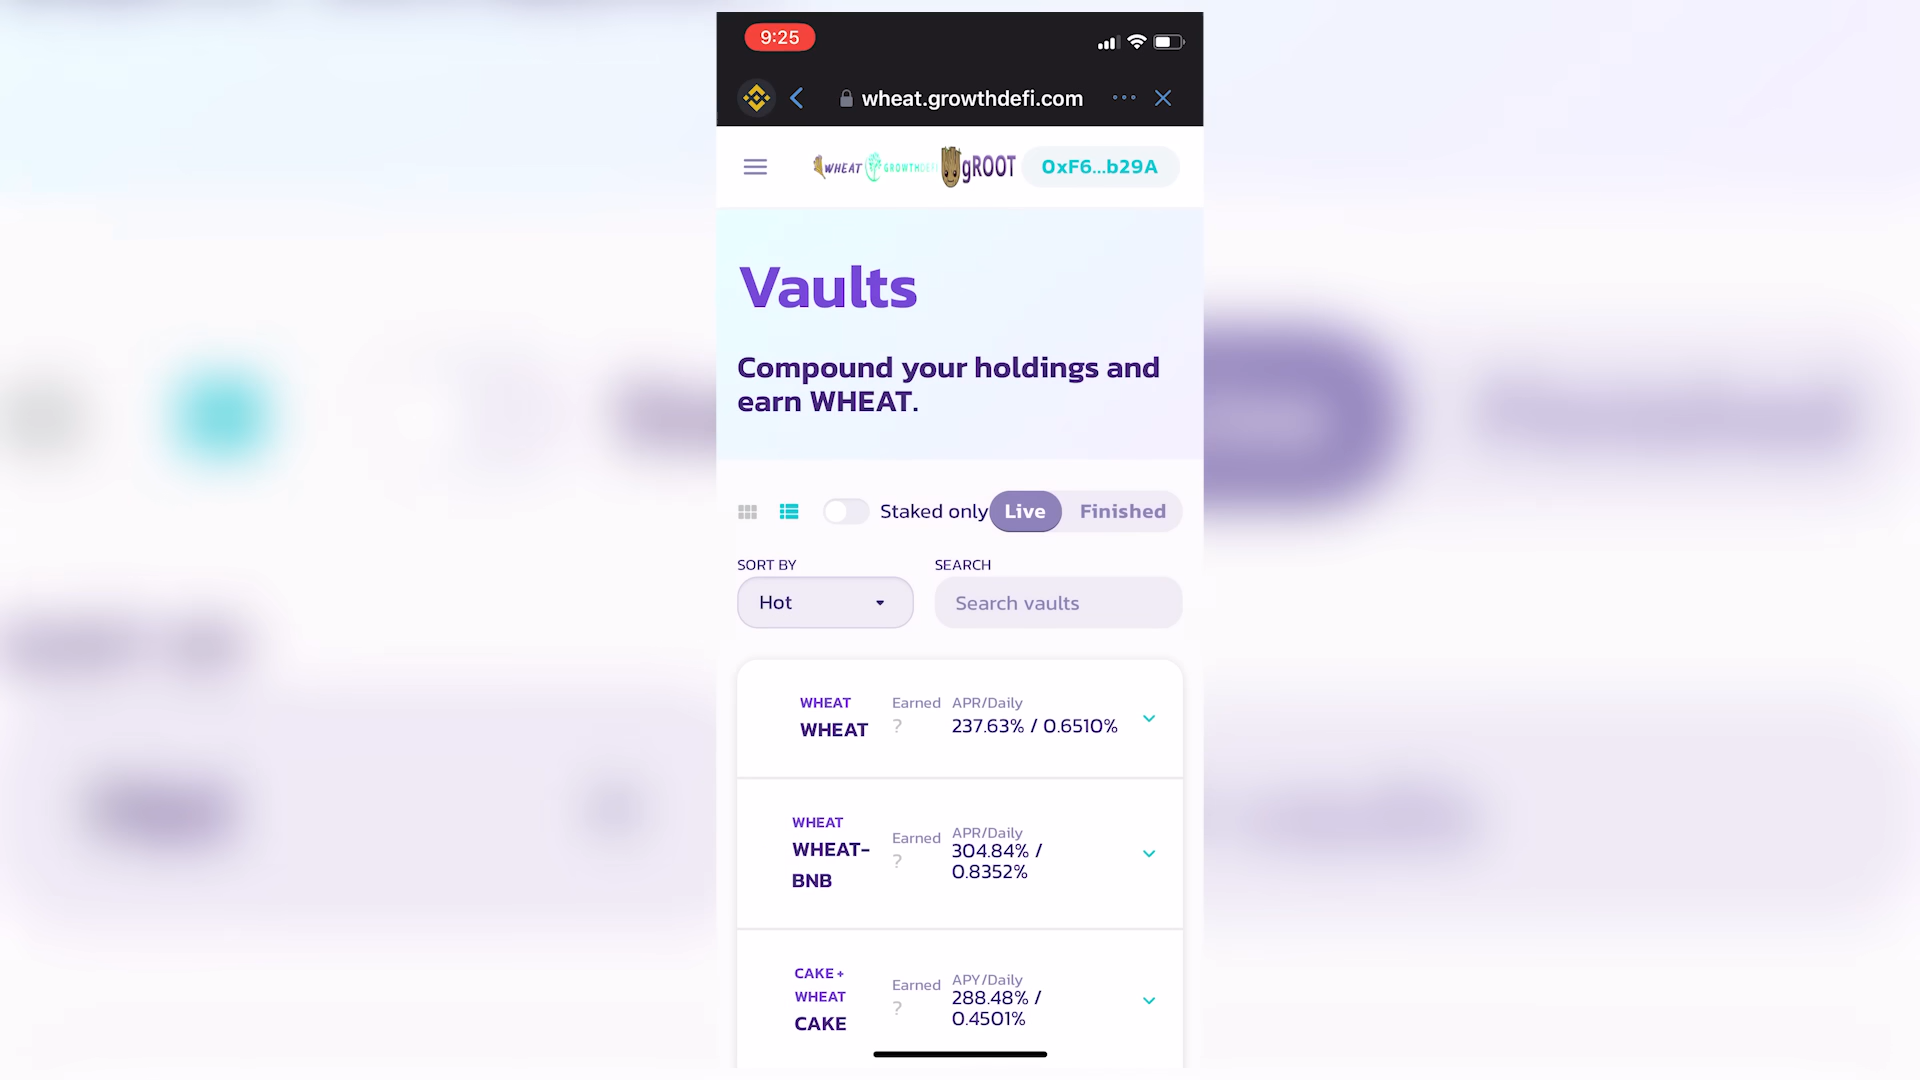 9:25
wheat.growthdefi.com
WHEAT GROWTHDEFI gROOT 0xF6...b29A
Vaults
Compound your holdings and
earn WHEAT.
Staked only Live Finished
SORT BY SEARCH
Hot Search vaults
WHEAT Earned APR/Daily
WHEAT ? 237.63% / 0.6510%
WHEAT Earned APR/Daily
WHEAT- ? 304.84% /
BNB 0.8352%
CAKE + Earned APY/Daily
WHEAT ? 288.48% /
CAKE 0.4501%